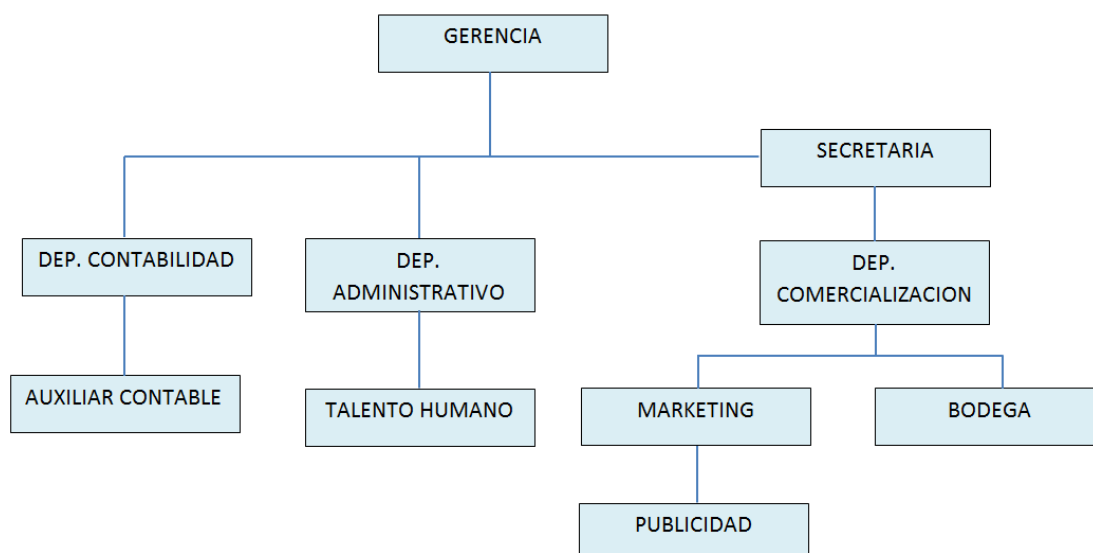 GERENCIA
SECRETARIA
DEP. CONTABILIDAD
DEP.
ADMINISTRATIVO
DEP.
COMERCIALIZACION
AUXILIAR CONTABLE
TALENTO HUMANO
MARKETING
BODEGA
PUBLICIDAD